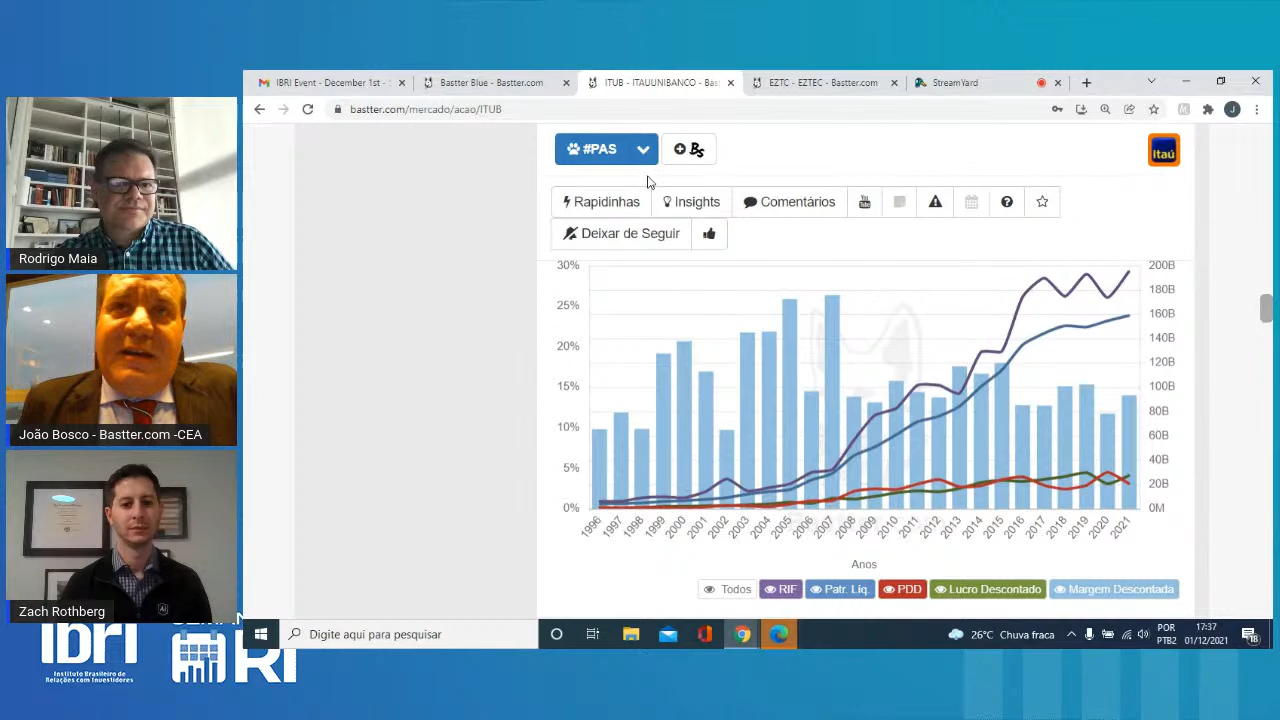 IBRI Event - December 1st -
Bastter Blue - Bastter.com
ITUB - ITAUUNIBANCO - Bas
EZTC - EZTEC - Bastter.com
StreamYard
bastter.com/mercado/acao/ITUB
J
#PAS
Bs
Itaú
Rapidinhas
Insights
Comentários
Deixar de Seguir
30%
25%
20%
15%
10%
5%
0%
200B
180B
160B
140B
120B
100B
80B
60B
40B
20B
0M
1996 1997 1998 1999 2000 2001 2002 2003 2004 2005 2006 2007 2008 2009 2010 2011 2012 2013 2014 2015 2016 2017 2018 2019 2020 2021
Anos
Todos
RIF
Patr. Líq.
PDD
Lucro Descontado
Margem Descontada
Digite aqui para pesquisar
26°C Chuva fraca
POR
PTB2
17:37
01/12/2021
18
Rodrigo Maia
João Bosco - Bastter.com -CEA
Zach Rothberg
IBRI
Instituto Brasileiro de
Relações com Investidores
RI